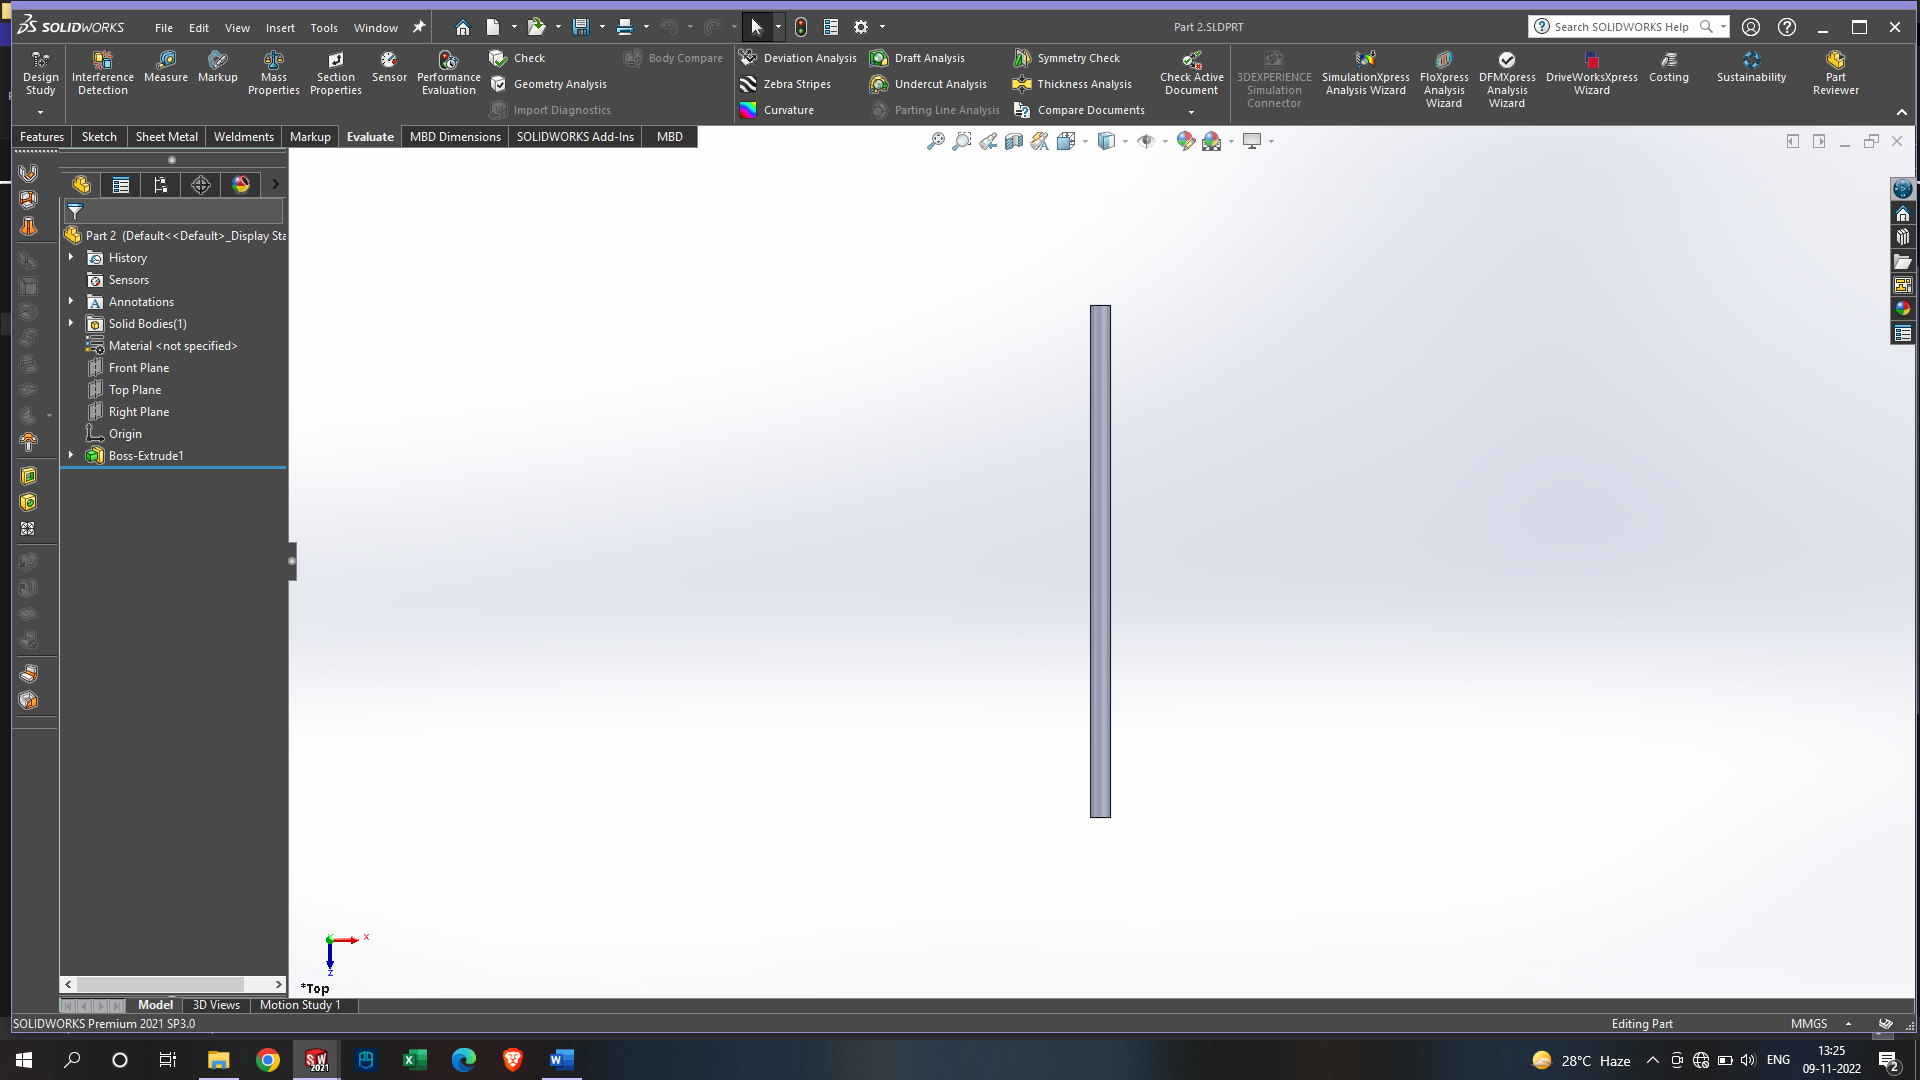 SOLIDWORKS File Edit View Insert Tools Window Part 2.SLDPRT Search SOLIDWORKS Help
Design Study
Interference Detection
Measure
Markup
Mass Properties
Section Properties
Sensor
Performance Evaluation
Check
Geometry Analysis
Import Diagnostics
Body Compare
Deviation Analysis
Zebra Stripes
Curvature
Draft Analysis
Undercut Analysis
Parting Line Analysis
Symmetry Check
Thickness Analysis
Compare Documents
Check Active Document
3DEXPERIENCE Simulation Connector
SimulationXpress Analysis Wizard
FloXpress Analysis Wizard
DFMXpress Analysis Wizard
DriveWorksXpress Wizard
Costing
Sustainability
Part Reviewer
Features Sketch Sheet Metal Weldments Markup Evaluate MBD Dimensions SOLIDWORKS Add-Ins MBD
Part 2 (Default<<Default>_Display Sta
History
Sensors
Annotations
Solid Bodies(1)
Material <not specified>
Front Plane
Top Plane
Right Plane
Origin
Boss-Extrude1
X
Z
*Top
Model 3D Views Motion Study 1
SOLIDWORKS Premium 2021 SP3.0 Editing Part MMGS
28°C Haze ENG 13:25
09-11-2022 2